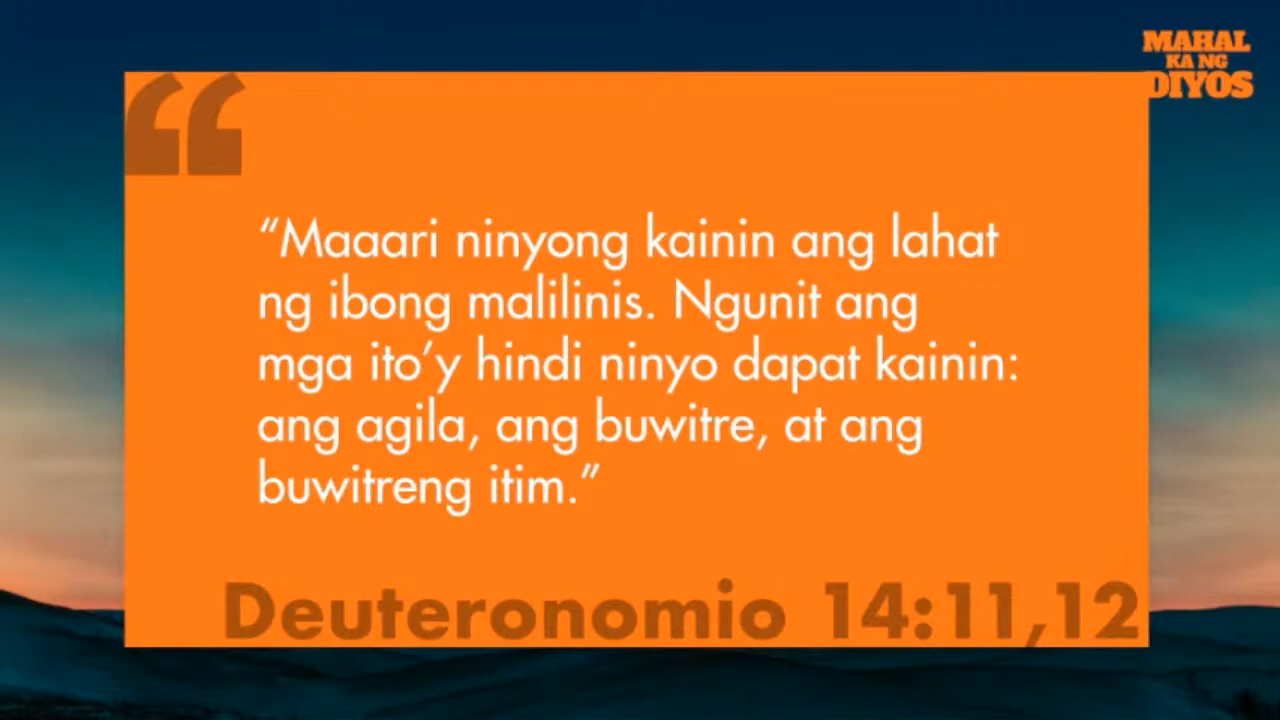 MAHAL
KA NG
DIYOS
“Maaari ninyong kainin ang lahat
ng ibong malilinis. Ngunit ang
mga ito’y hindi ninyo dapat kainin:
ang agila, ang buwitre, at ang
buwitreng itim.”
Deuteronomio 14:11,12